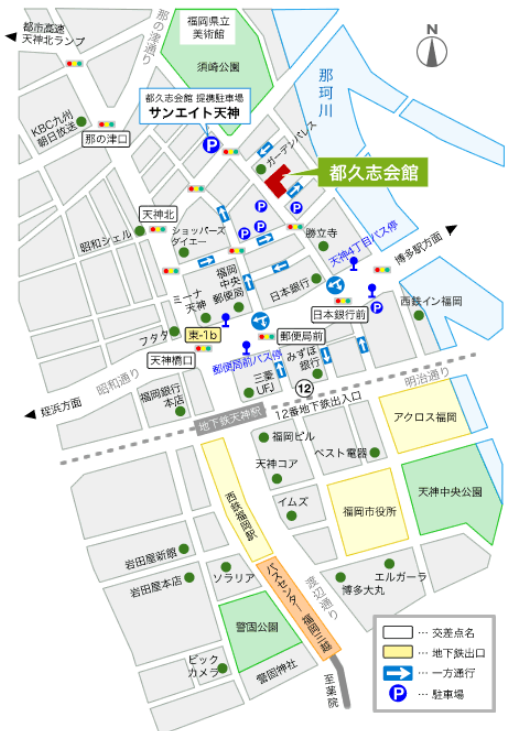 都市高速
天神北ランプ
那の津通り
福岡県立
美術館
須崎公園
N
那珂川
KBC九州
朝日放送
那の津口
都久志会館 提携駐車場
サンエイト天神
P
ガーデンパレス
都久志会館
天神北
昭和シェル
ショッパーズ
ダイエー
P
P
P
P
P
勝立寺
天神4丁目バス停
博多駅方面
福岡
中央
郵便局
ミーナ
天神
日本銀行
日本銀行前
P
西鉄イン福岡
フタタ
東-1b
天神橋口
郵便局前
郵便局前バス停
みずほ
銀行
昭和通り
姪浜方面
福岡銀行
本店
三菱
UFJ
12
12番地下鉄出入口
明治通り
地下鉄天神駅
アクロス福岡
福岡ビル
天神コア
ベスト電器
イムズ
西鉄福岡駅
福岡市役所
天神中央公園
岩田屋新館
岩田屋本店
ソラリア
バスセンター 福岡三越
渡辺通り
博多大丸
エルガーラ
警固公園
ビック
カメラ
警固神社
至薬院
… 交差点名
… 地下鉄出口
… 一方通行
P … 駐車場